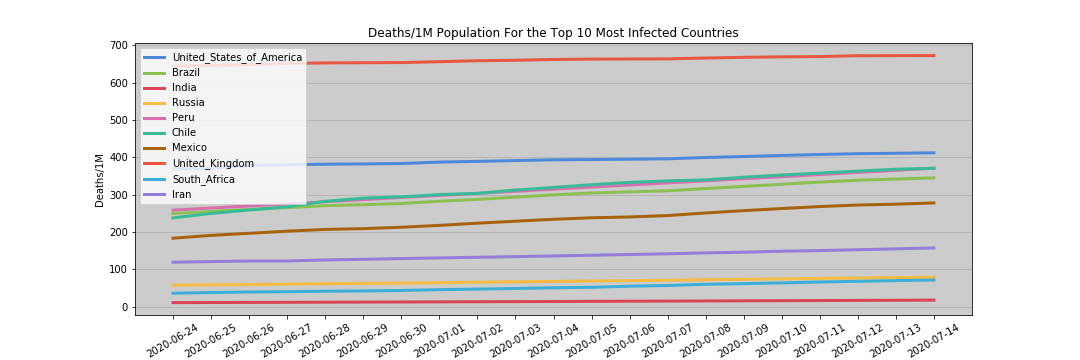 Deaths/1M Population For the Top 10 Most Infected Countries
700
600
500
400
300
200
100
0
Deaths/1M
United_States_of_America
Brazil
India
Russia
Peru
Chile
Mexico
United_Kingdom
South_Africa
Iran
2020-06-24
2020-06-25
2020-06-26
2020-06-27
2020-06-28
2020-06-29
2020-06-30
2020-07-01
2020-07-02
2020-07-03
2020-07-04
2020-07-05
2020-07-06
2020-07-07
2020-07-08
2020-07-09
2020-07-10
2020-07-11
2020-07-12
2020-07-13
2020-07-14